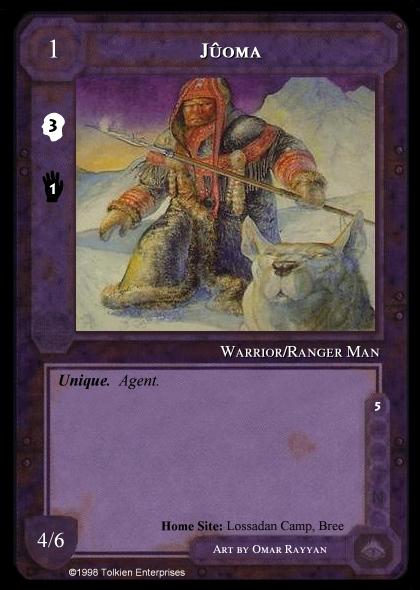 1
JÛOMA
3
1
WARRIOR/RANGER MAN
Unique. Agent.
5
Home Site: Lossadan Camp, Bree
4/6
ART BY OMAR RAYYAN
©1998 Tolkien Enterprises